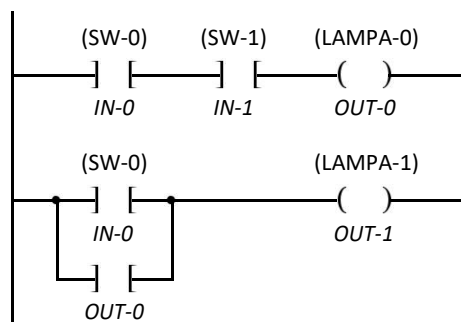 (SW-0) (SW-1) (LAMPA-0)
IN-0 IN-1 OUT-0
(SW-0) (LAMPA-1)
IN-0 OUT-1
OUT-0